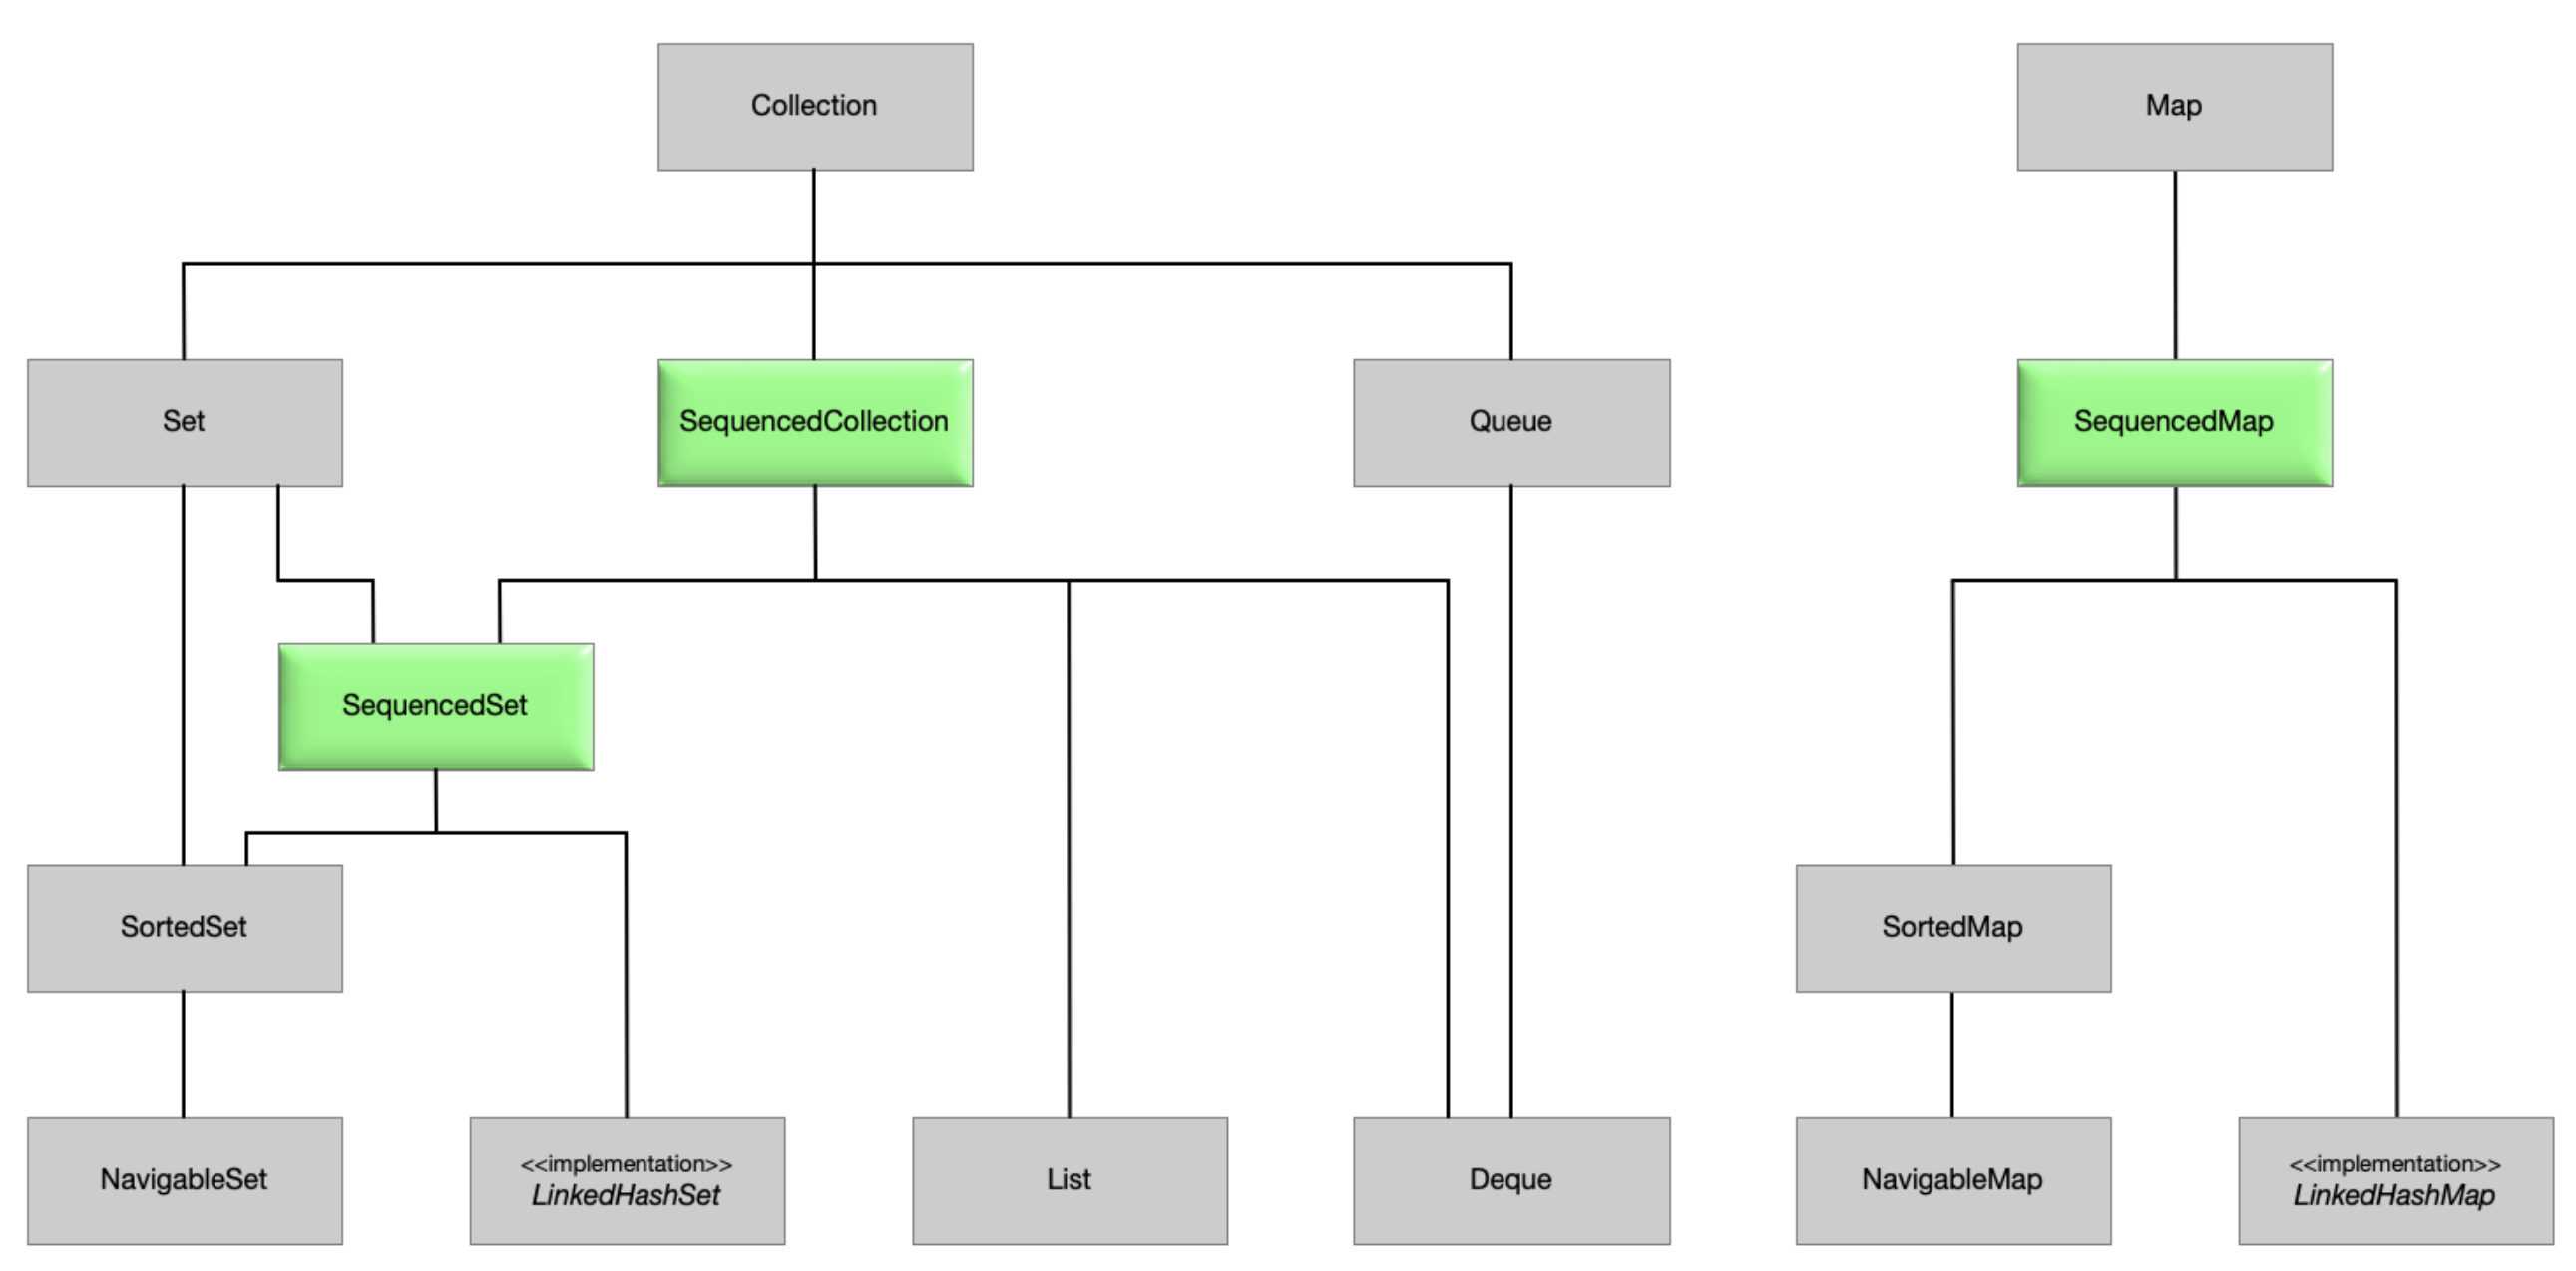 Collection
Map
Set
SequencedCollection
Queue
SequencedMap
SequencedSet
SortedSet
SortedMap
NavigableSet
<<implementation>>
LinkedHashSet
List
Deque
NavigableMap
<<implementation>>
LinkedHashMap